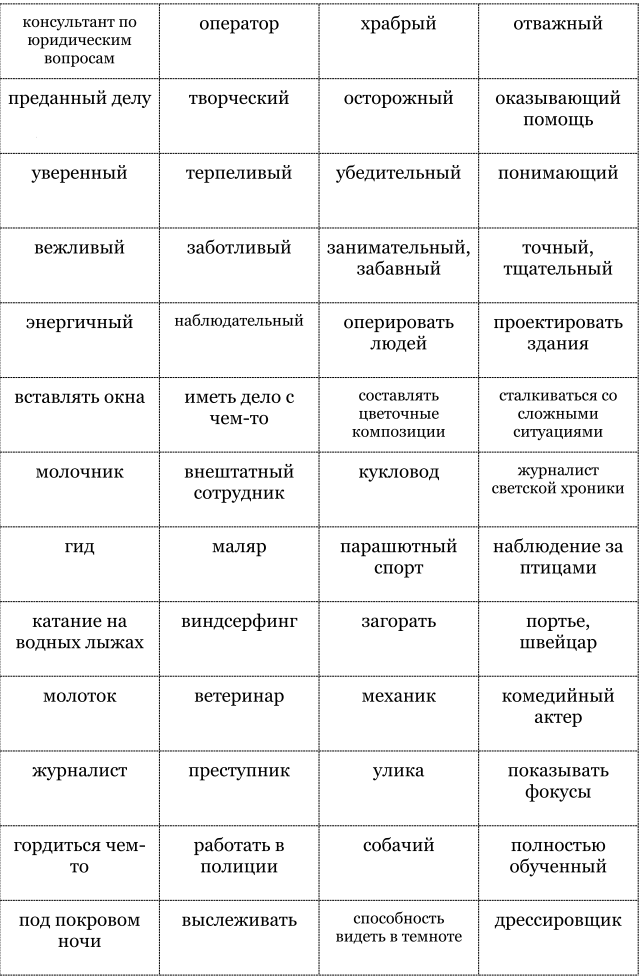 консультант по
юридическим
вопросам
оператор
храбрый
отважный
преданный делу
творческий
осторожный
оказывающий
помощь
уверенный
терпеливый
убедительный
понимающий
вежливый
заботливый
занимательный,
забавный
точный,
тщательный
энергичный
наблюдательный
оперировать
людей
проектировать
здания
вставлять окна
иметь дело с
чем-то
составлять
цветочные
композиции
сталкиваться со
сложными
ситуациями
молочник
внештатный
сотрудник
кукловод
журналист
светской хроники
гид
маляр
парашютный
спорт
наблюдение за
птицами
катание на
водных лыжах
виндсерфинг
загорать
портье,
швейцар
молоток
ветеринар
механик
комедийный
актер
журналист
преступник
улика
показывать
фокусы
гордиться чем-
то
работать в
полиции
собачий
полностью
обученный
под покровом
ночи
выслеживать
способность
видеть в темноте
дрессировщик